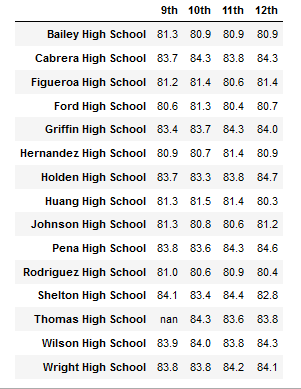 9th 10th 11th 12th
Bailey High School 81.3 80.9 80.9 80.9
Cabrera High School 83.7 84.3 83.8 84.3
Figueroa High School 81.2 81.4 80.6 81.4
Ford High School 80.6 81.3 80.4 80.7
Griffin High School 83.4 83.7 84.3 84.0
Hernandez High School 80.9 80.7 81.4 80.9
Holden High School 83.7 83.3 83.8 84.7
Huang High School 81.3 81.5 81.4 80.3
Johnson High School 81.3 80.8 80.6 81.2
Pena High School 83.8 83.6 84.3 84.6
Rodriguez High School 81.0 80.6 80.9 80.4
Shelton High School 84.1 83.4 84.4 82.8
Thomas High School nan 84.3 83.6 83.8
Wilson High School 83.9 84.0 83.8 84.3
Wright High School 83.8 83.8 84.2 84.1